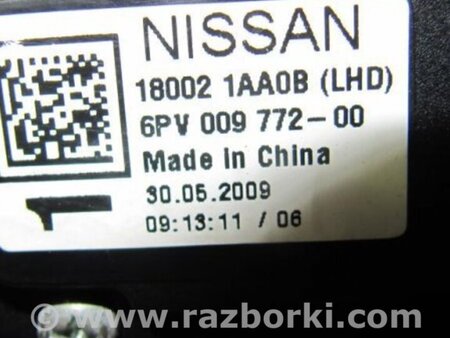 NISSAN
18002 1AA0B (LHD)
6PV 009 772-00
Made in China
30.05.2009
09:13:11 / 06
1
© www.razborki.com